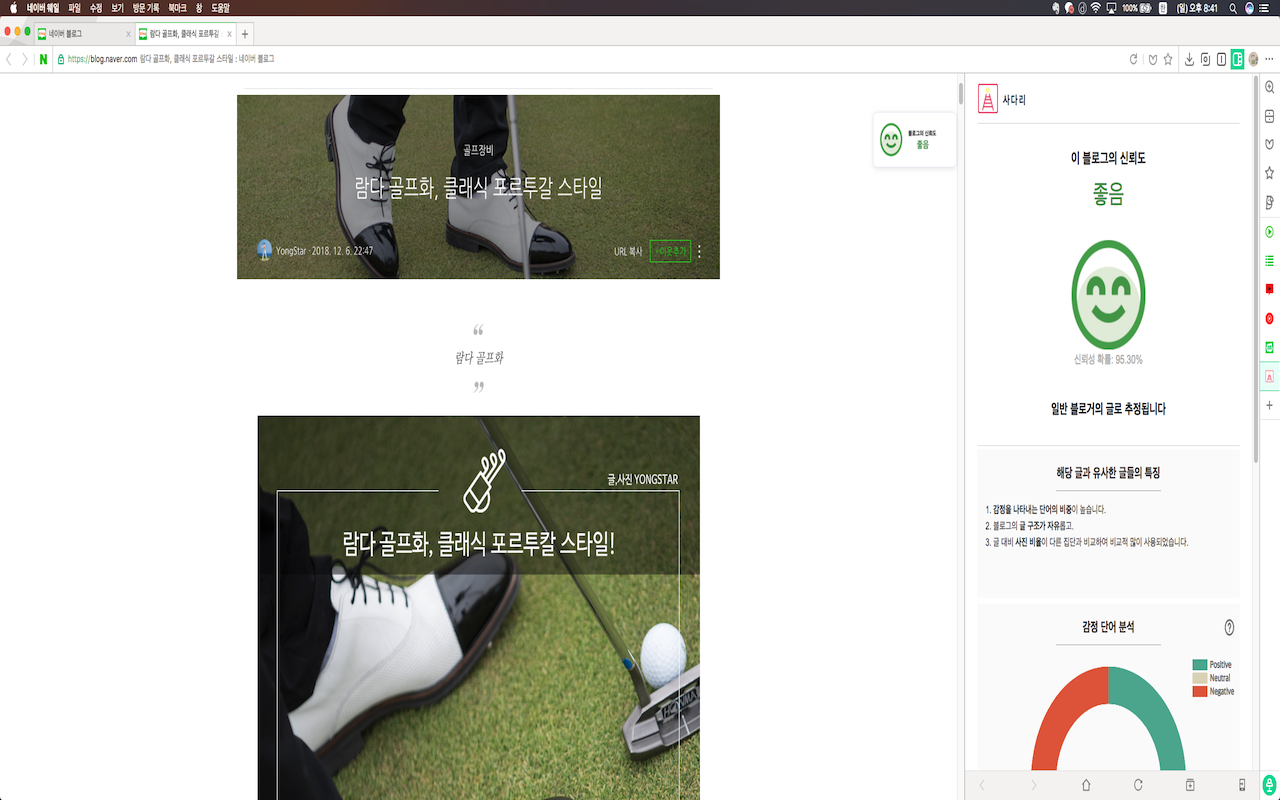 네이버 웨일 파일 수정 보기 방문 기록 북마크 창 도움말
100% (일) 오후 8:41
네이버 블로그
람다 골프화, 클래식 포르투갈
https://blog.naver.com 람다 골프화, 클래식 포르투갈 스타일 : 네이버 블로그
골프장비
람다 골프화, 클래식 포르투갈 스타일
YongStar · 2018. 12. 6. 22:47
URL 복사
+이웃추가
“
람다 골프화
”
글,사진 YONGSTAR
람다 골프화, 클래식 포르투칼 스타일!
HONMA
블로그의 신뢰도
좋음
사다리
이 블로그의 신뢰도
좋음
신뢰성 확률: 95.30%
일반 블로거의 글로 추정됩니다
해당 글과 유사한 글들의 특징
1. 감정을 나타내는 단어의 비중이 높습니다.
2. 블로그의 글 구조가 자유롭고,
3. 글 대비 사진 비율이 다른 집단과 비교하여 비교적 많이 사용되었습니다.
감정 단어 분석
?
Positive
Neutral
Negative